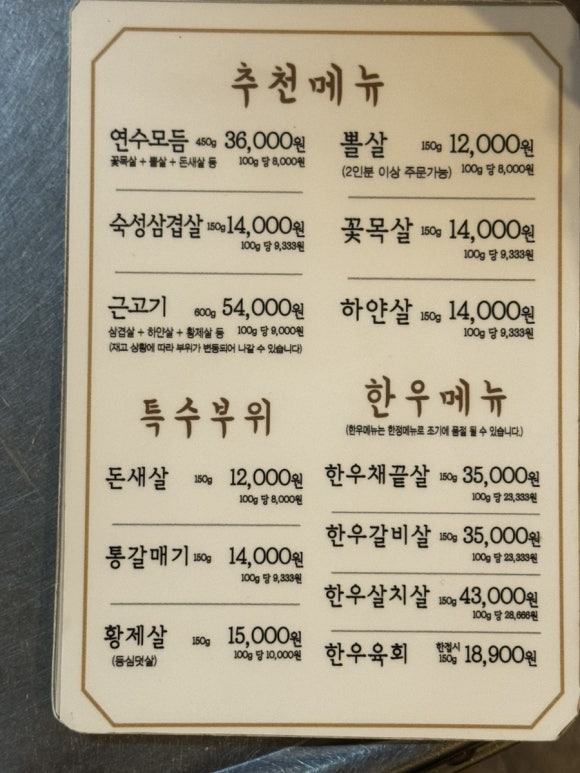 추천메뉴
연수모듬 450g 36,000원
꽃목살 + 뽈살 + 돈새살 등 100g 당 8,000원
숙성삼겹살 150g 14,000원
100g 당 9,333원
근고기 600g 54,000원
삼겹살 + 하얀살 + 황제살 등 100g 당 9,000원
(재고 상황에 따라 부위가 변동되어 나갈 수 있습니다)
뽈살 150g 12,000원
(2인분 이상 주문가능) 100g 당 8,000원
꽃목살 150g 14,000원
100g 당 9,333원
하얀살 150g 14,000원
100g 당 9,333원
특수부위
돈새살 150g 12,000원
100g 당 8,000원
통갈매기 150g 14,000원
100g 당 9,333원
황제살 150g 15,000원
(등심덧살) 100g 당 10,000원
한우메뉴
(한우메뉴는 한정메뉴로 조기에 품절 될 수 있습니다.)
한우채끝살 150g 35,000원
100g 당 23,333원
한우갈비살 150g 35,000원
100g 당 23,333원
한우살치살 150g 43,000원
100g 당 28,666원
한우육회 한접시 150g 18,900원